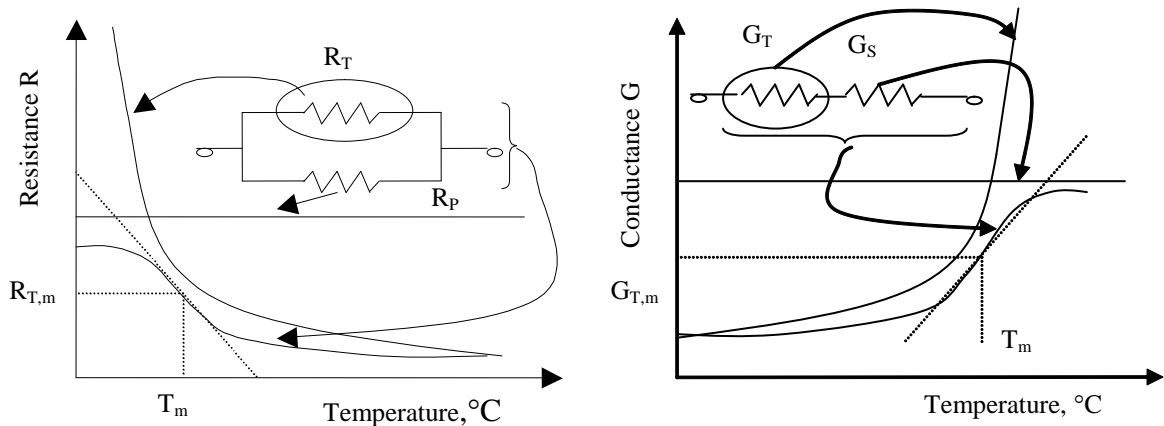 Resistance R
R_T
R_P
R_T,m
T_m
Temperature, °C
Conductance G
G_T
G_S
G_T,m
T_m
Temperature, °C